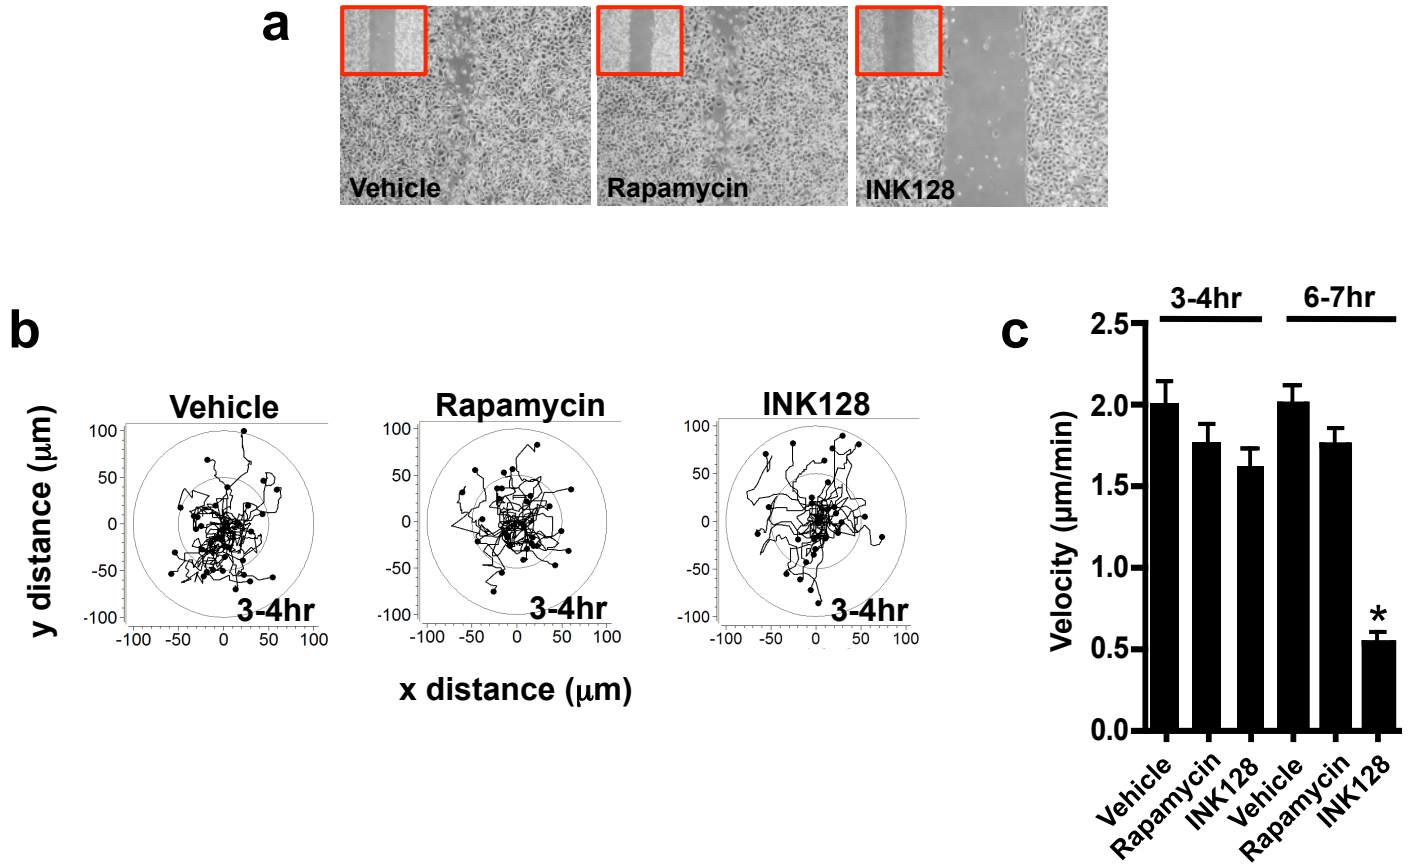 a
Vehicle
Rapamycin
INK128
b
y distance (μm)
Vehicle
100
50
0
-50
-100
3-4hr
-100 -50 0 50 100
Rapamycin
100
50
0
-50
-100
3-4hr
-100 -50 0 50 100
INK128
100
50
0
-50
-100
3-4hr
-100 -50 0 50 100
x distance (μm)
c
3-4hr 6-7hr
Velocity (μm/min)
2.5
2.0
1.5
1.0
0.5
0.0
*
Vehicle
Rapamycin
INK128
Vehicle
Rapamycin
INK128